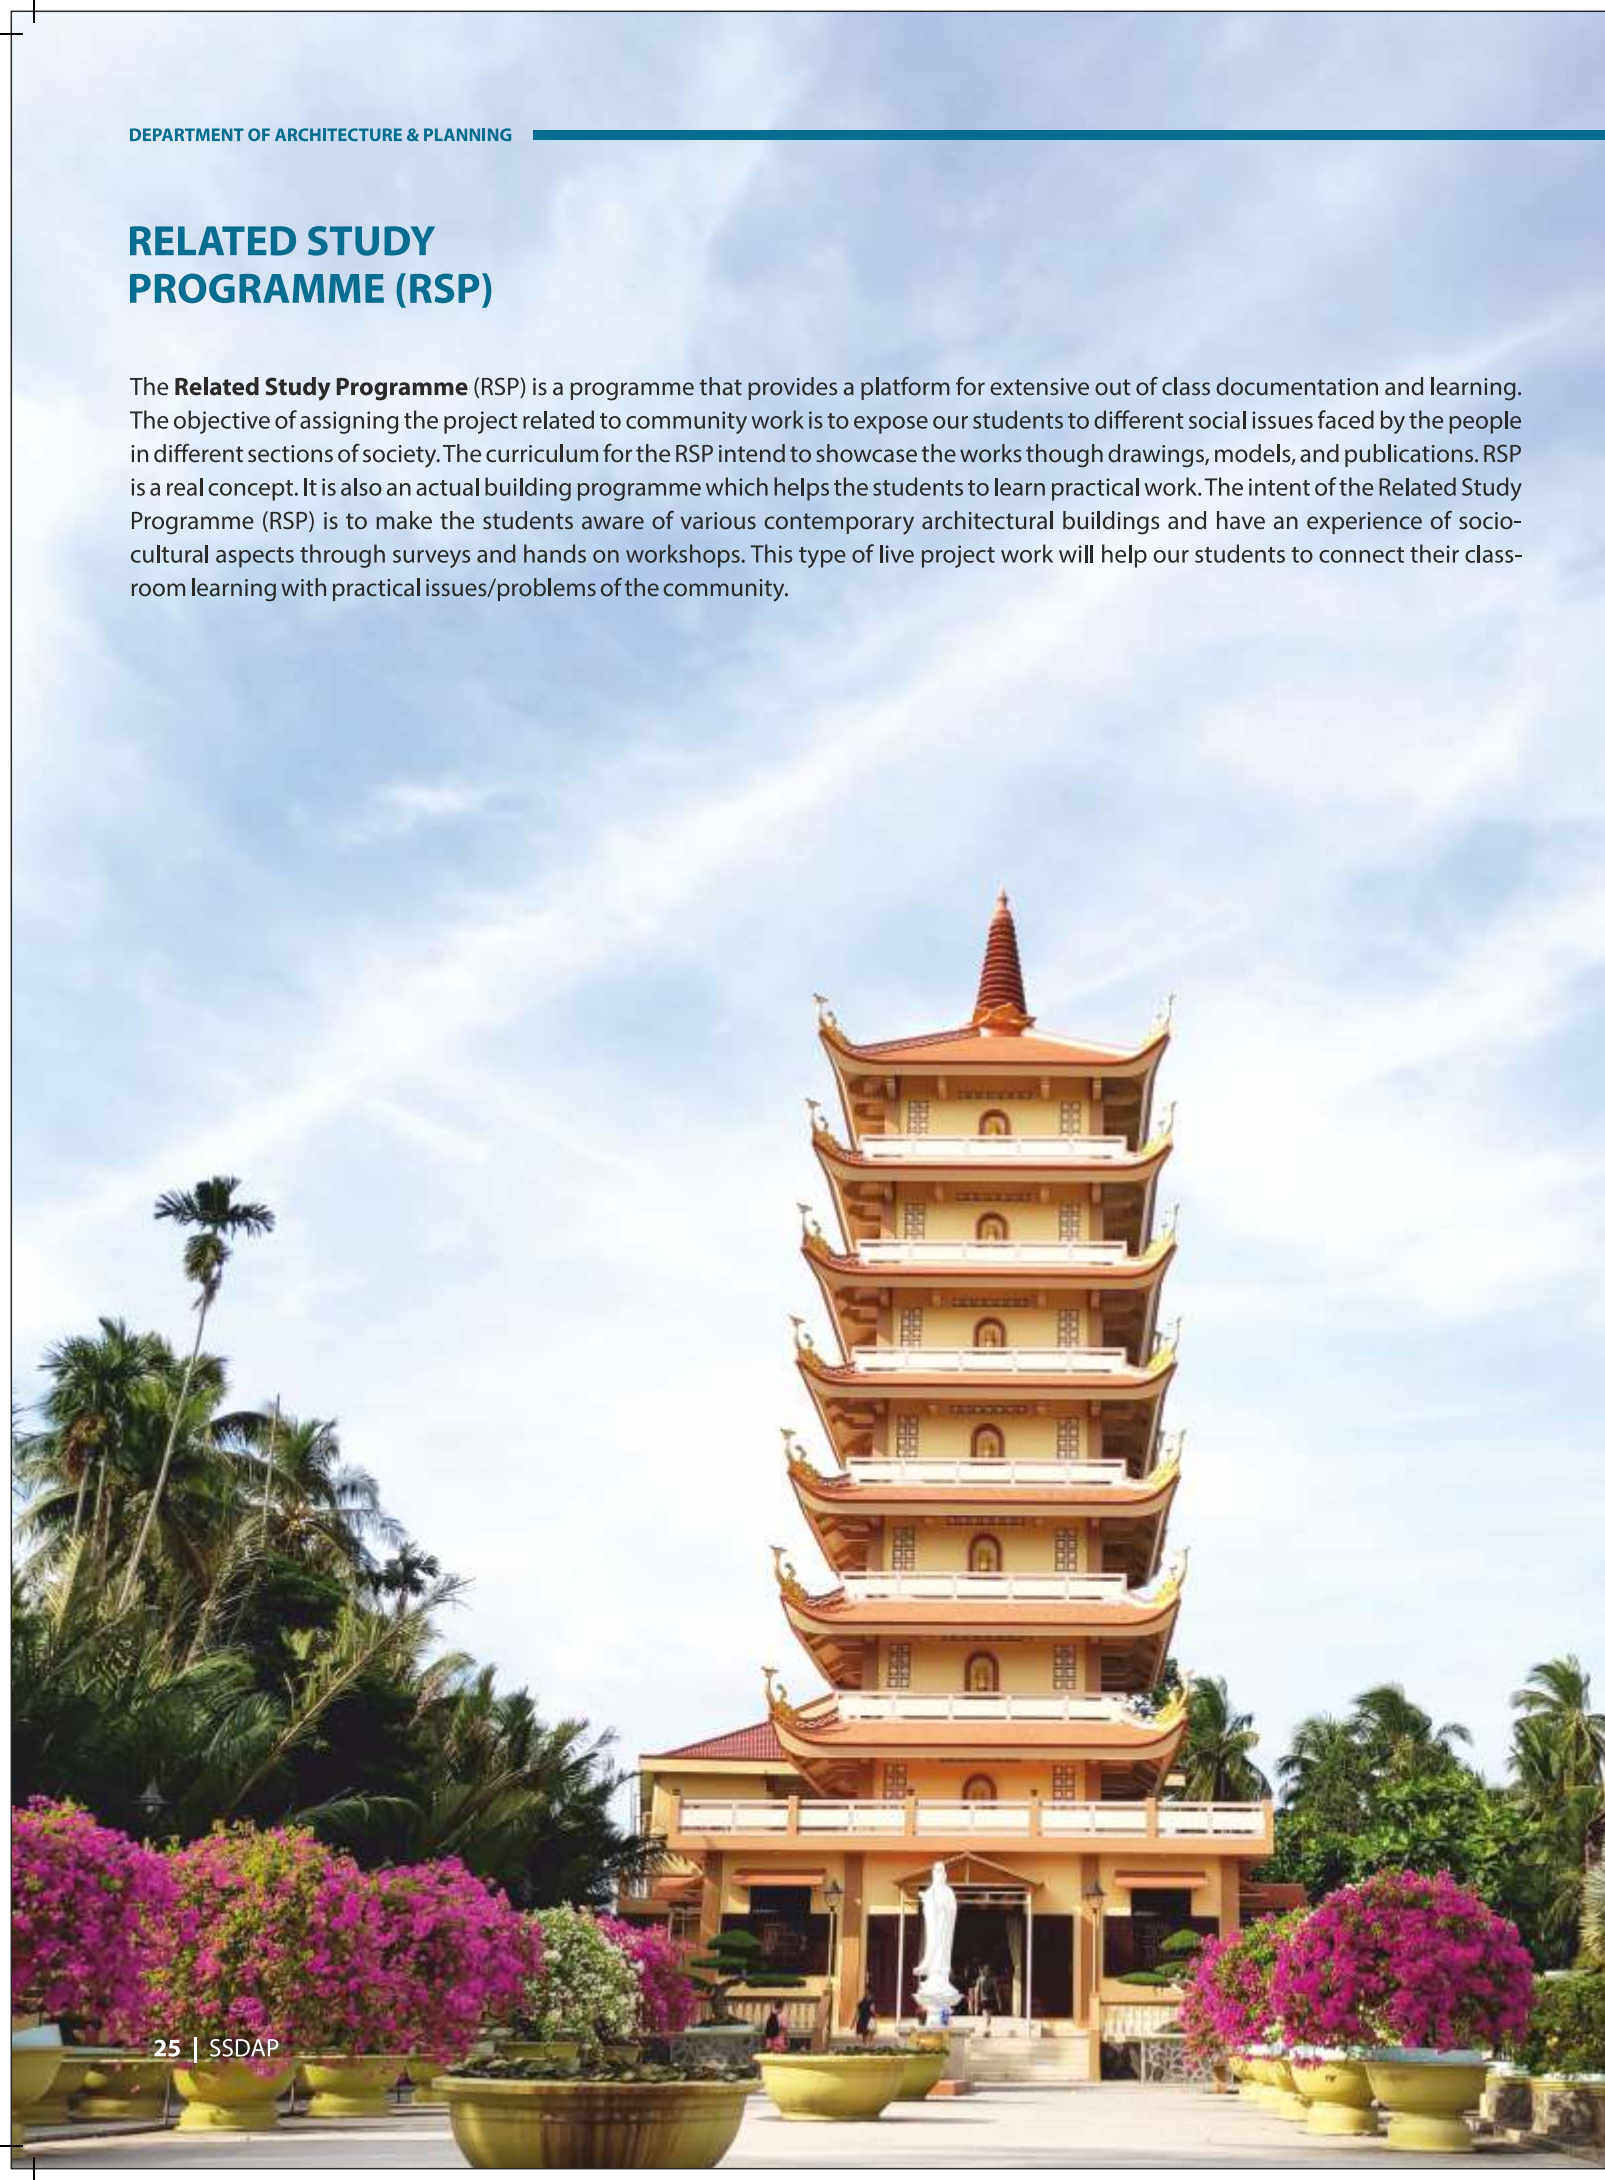 DEPARTMENT OF ARCHITECTURE & PLANNING
RELATED STUDY
PROGRAMME (RSP)
The Related Study Programme (RSP) is a programme that provides a platform for extensive out of class documentation and learning.
The objective of assigning the project related to community work is to expose our students to different social issues faced by the people
in different sections of society. The curriculum for the RSP intend to showcase the works though drawings, models, and publications. RSP
is a real concept. It is also an actual building programme which helps the students to learn practical work. The intent of the Related Study
Programme (RSP) is to make the students aware of various contemporary architectural buildings and have an experience of socio-
cultural aspects through surveys and hands on workshops. This type of live project work will help our students to connect their class-
room learning with practical issues/problems of the community.
25 | SSDAP